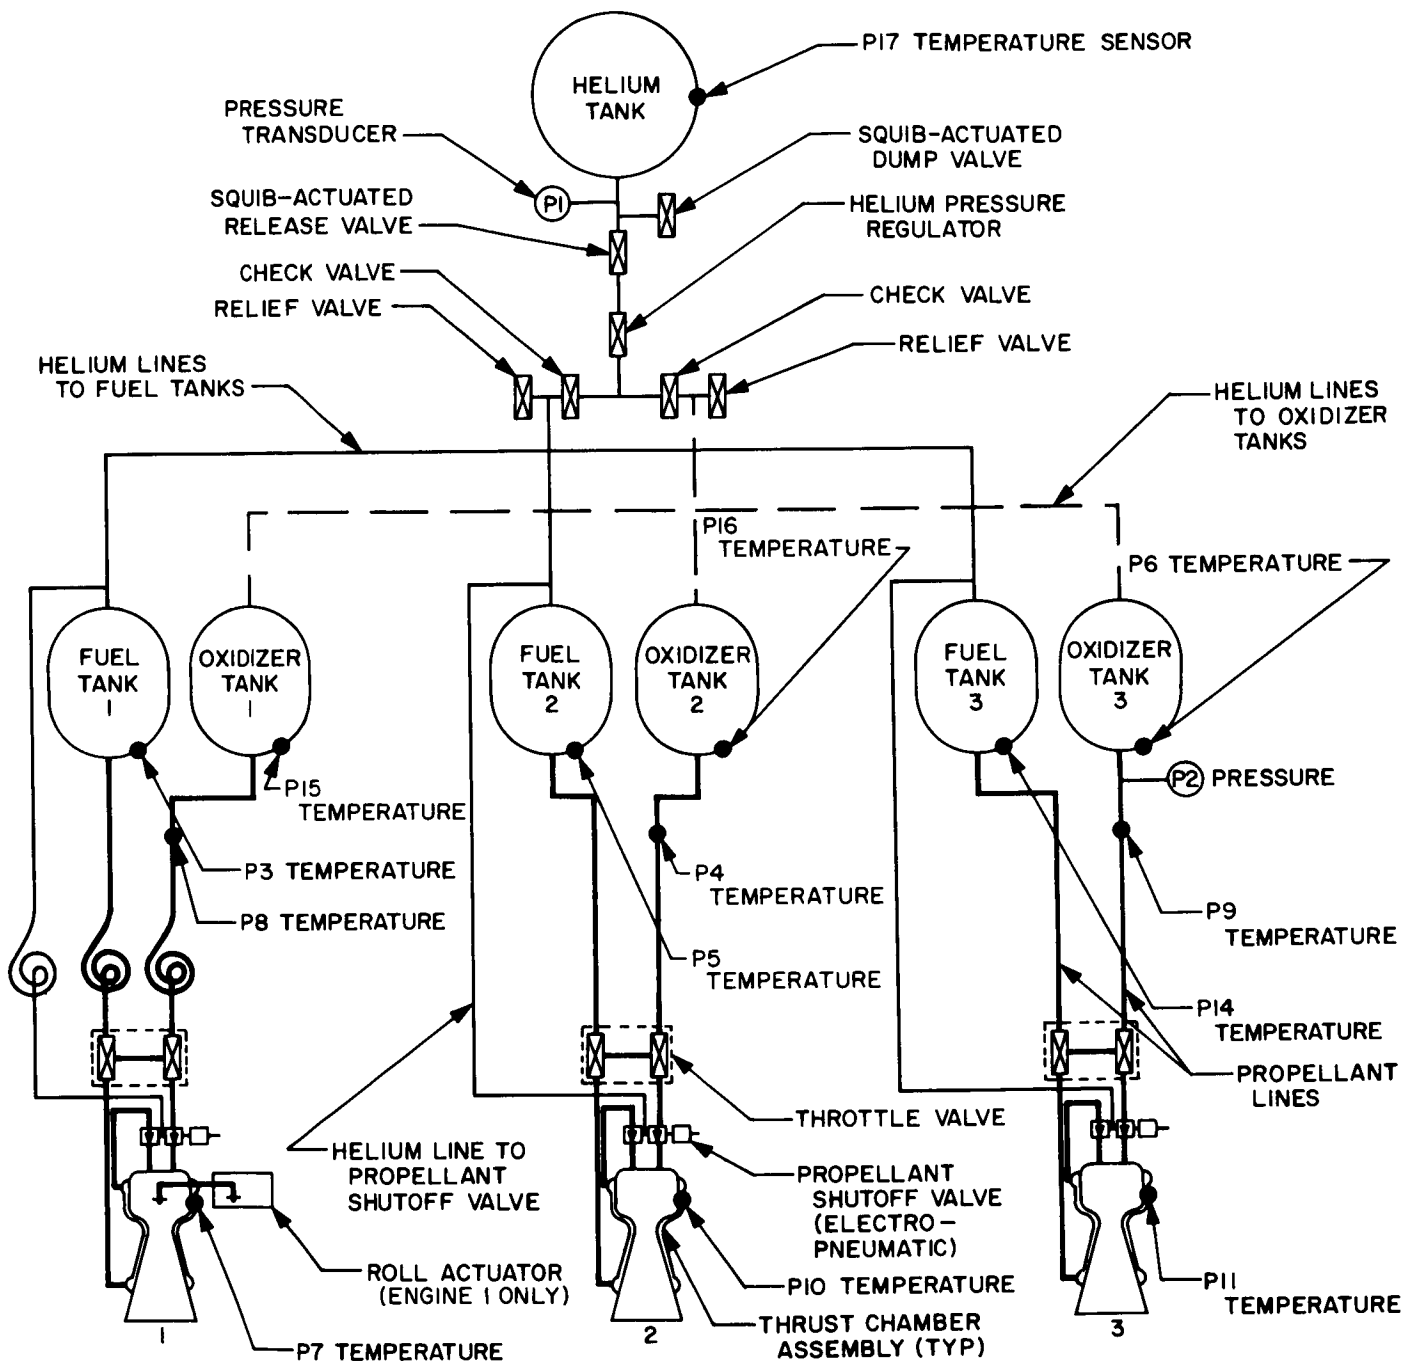 P17 TEMPERATURE SENSOR
HELIUM
TANK
PRESSURE
TRANSDUCER
SQUIB-ACTUATED
DUMP VALVE
P1
SQUIB-ACTUATED
RELEASE VALVE
HELIUM PRESSURE
REGULATOR
CHECK VALVE
RELIEF VALVE
CHECK VALVE
RELIEF VALVE
HELIUM LINES
TO FUEL TANKS
HELIUM LINES
TO OXIDIZER
TANKS
P16
TEMPERATURE
P6 TEMPERATURE
FUEL
TANK
1
OXIDIZER
TANK
1
FUEL
TANK
2
OXIDIZER
TANK
2
FUEL
TANK
3
OXIDIZER
TANK
3
P15
TEMPERATURE
P2 PRESSURE
P3 TEMPERATURE
P8 TEMPERATURE
P4
TEMPERATURE
P5
TEMPERATURE
P9
TEMPERATURE
P14
TEMPERATURE
PROPELLANT
LINES
THROTTLE VALVE
HELIUM LINE TO
PROPELLANT
SHUTOFF VALVE
PROPELLANT
SHUTOFF VALVE
(ELECTRO-
PNEUMATIC)
ROLL ACTUATOR
(ENGINE 1 ONLY)
P10 TEMPERATURE
P11
TEMPERATURE
THRUST CHAMBER
ASSEMBLY (TYP)
P7 TEMPERATURE
1
2
3